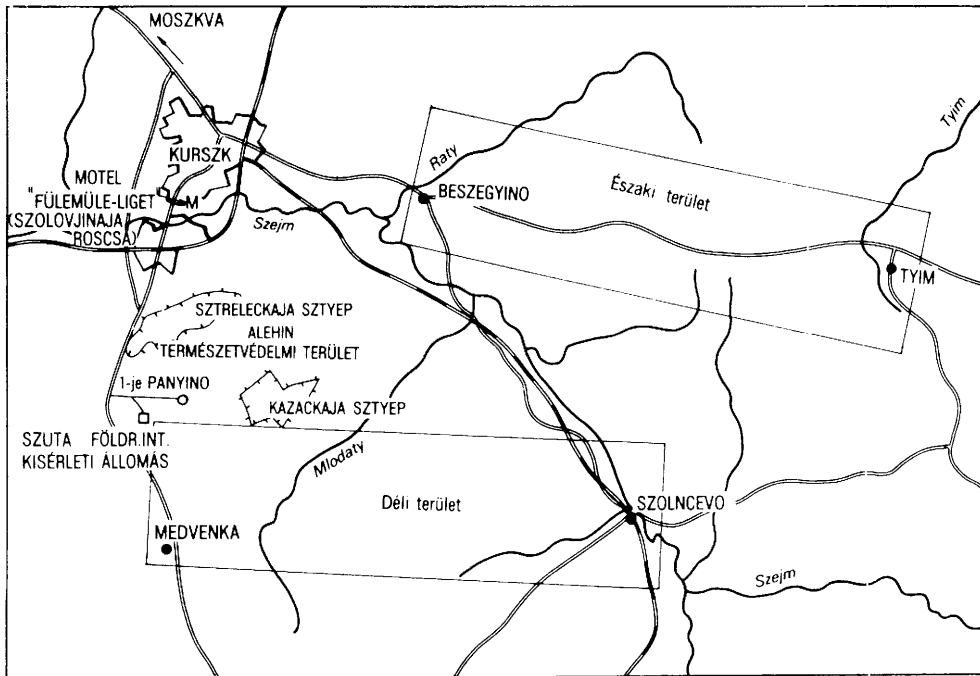 MOSZKVA
KURSZK
MOTEL
"FÜLEMÜLE-LIGET
(SZOLOVJINAJA
ROSCSA)
M
Szejm
Raty
BESZEGYINO
Északi terület
Tyim
TYIM
SZTRELECKAJA SZTYEP
ALEHIN
TERMÉSZETVÉDELMI TERÜLET
1-je PANYINO
KAZACKAJA SZTYEP
SZUTA FÖLDR.INT.
KISÉRLETI ÁLLOMÁS
Mlodaty
Déli terület
SZOLNCEVO
MEDVENKA
Szejm